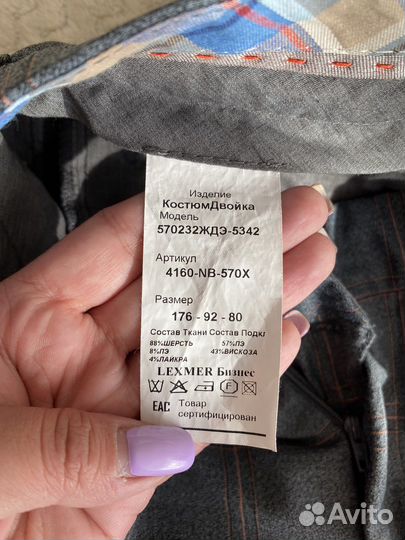 Изделие
КостюмДвойка
Модель
570232ЖДЭ-5342
Артикул
4160-NB-570X
Размер
176 - 92 - 80
Состав Ткани Состав Подкл
88%ШЕРСТЬ 57%ПЭ
8%ПЭ 43%ВИСКОЗА
4%ЛАЙКРА
LEXMER Бизнес
EAC Товар
сертифицирован
Avito